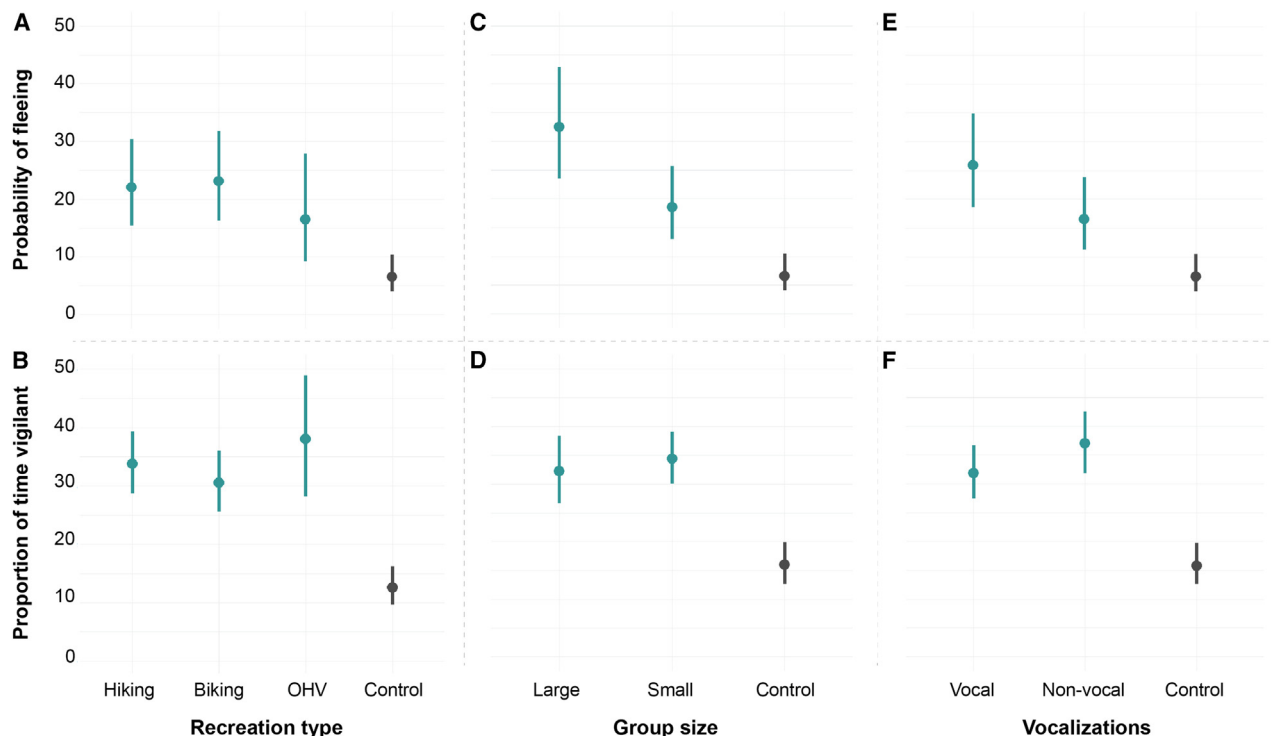 A
C
E
Probability of fleeing
50
40
30
20
10
0
B
D
F
Proportion of time vigilant
50
40
30
20
10
0
Hiking Biking OHV Control
Large Small Control
Vocal Non-vocal Control
Recreation type
Group size
Vocalizations